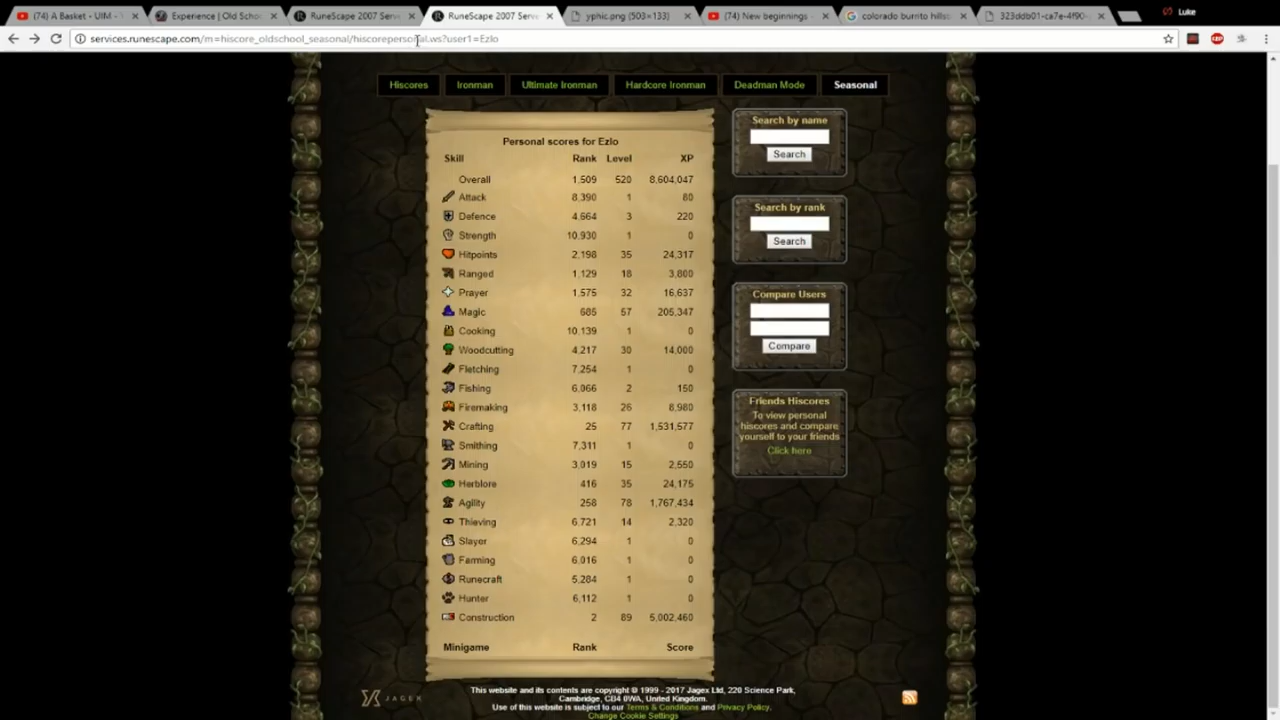 (74) A Basket - UIM -
Experience | Old Scho
RuneScape 2007 Serv
RuneScape 2007 Serv
yphic.png (503×133)
(74) New beginnings -
colorado burrito hillsb
323ddb01-ca7e-4f90-
Luke
services.runescape.com/m=hiscore_oldschool_seasonal/hiscorepersonal.ws?user1=Ezlo
Hiscores Ironman Ultimate Ironman Hardcore Ironman Deadman Mode Seasonal
Personal scores for Ezlo
Skill Rank Level XP
Overall 1,509 520 8,604,047
Attack 8,390 1 80
Defence 4,664 3 220
Strength 10,930 1 0
Hitpoints 2,198 35 24,317
Ranged 1,129 18 3,800
Prayer 1,575 32 16,637
Magic 685 57 205,347
Cooking 10,139 1 0
Woodcutting 4,217 30 14,000
Fletching 7,254 1 0
Fishing 6,066 2 150
Firemaking 3,118 26 8,980
Crafting 25 77 1,531,577
Smithing 7,311 1 0
Mining 3,019 15 2,550
Herblore 416 35 24,175
Agility 258 78 1,767,434
Thieving 6,721 14 2,320
Slayer 6,294 1 0
Farming 6,016 1 0
Runecraft 5,284 1 0
Hunter 6,112 1 0
Construction 2 89 5,002,460
Minigame Rank Score
Search by name
Search
Search by rank
Search
Compare Users
Compare
Friends Hiscores
To view personal
hiscores and compare
yourself to your friends
Click here
JAGEX
This website and its contents are copyright © 1999 - 2017 Jagex Ltd, 220 Science Park,
Cambridge, CB4 0WA, United Kingdom.
Use of this website is subject to our Terms & Conditions and Privacy Policy.
Change Cookie Settings